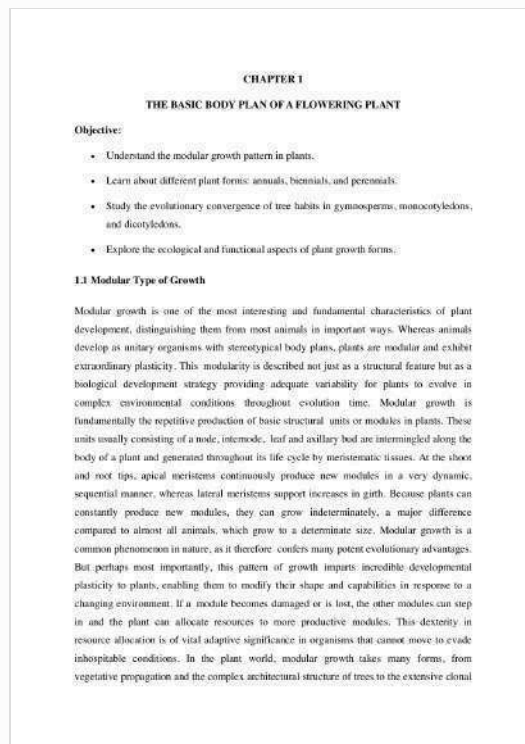 CHAPTER 1
THE BASIC BODY PLAN OF A FLOWERING PLANT
Objective:
• Understand the modular growth pattern in plants.
• Learn about different plant forms: annuals, biennials, and perennials.
• Study the evolutionary convergence of tree habits in gymnosperms, monocotyledons,
and dicotyledons.
• Explore the ecological and functional aspects of plant growth forms.
1.1 Modular Type of Growth
Modular growth is one of the most interesting and fundamental characteristics of plant
development, distinguishing them from most animals in important ways. Whereas animals
develop as unitary organisms with stereotypical body plans, plants are modular and exhibit
extraordinary plasticity. This modularity is described not just as a structural feature but as a
biological development strategy providing adequate variability for plants to evolve in
complex environmental conditions throughout evolution time. Modular growth is
fundamentally the repetitive production of basic structural units or modules in plants. These
units usually consisting of a node, internode, leaf and axillary bud are intermingled along the
body of a plant and generated throughout its life cycle by meristematic tissues. At the shoot
and root tips, apical meristems continuously produce new modules in a very dynamic,
sequential manner, whereas lateral meristems support increases in girth. Because plants can
constantly produce new modules, they can grow indeterminately, a major difference
compared to almost all animals, which grow to a determinate size. Modular growth is a
common phenomenon in nature, as it therefore confers many potent evolutionary advantages.
But perhaps most importantly, this pattern of growth imparts incredible developmental
plasticity to plants, enabling them to modify their shape and capabilities in response to a
changing environment. If a module becomes damaged or is lost, the other modules can step
in and the plant can allocate resources to more productive modules. This dexterity in
resource allocation is of vital adaptive significance in organisms that cannot move to evade
inhospitable conditions. In the plant world, modular growth takes many forms, from
vegetative propagation and the complex architectural structure of trees to the extensive clonal